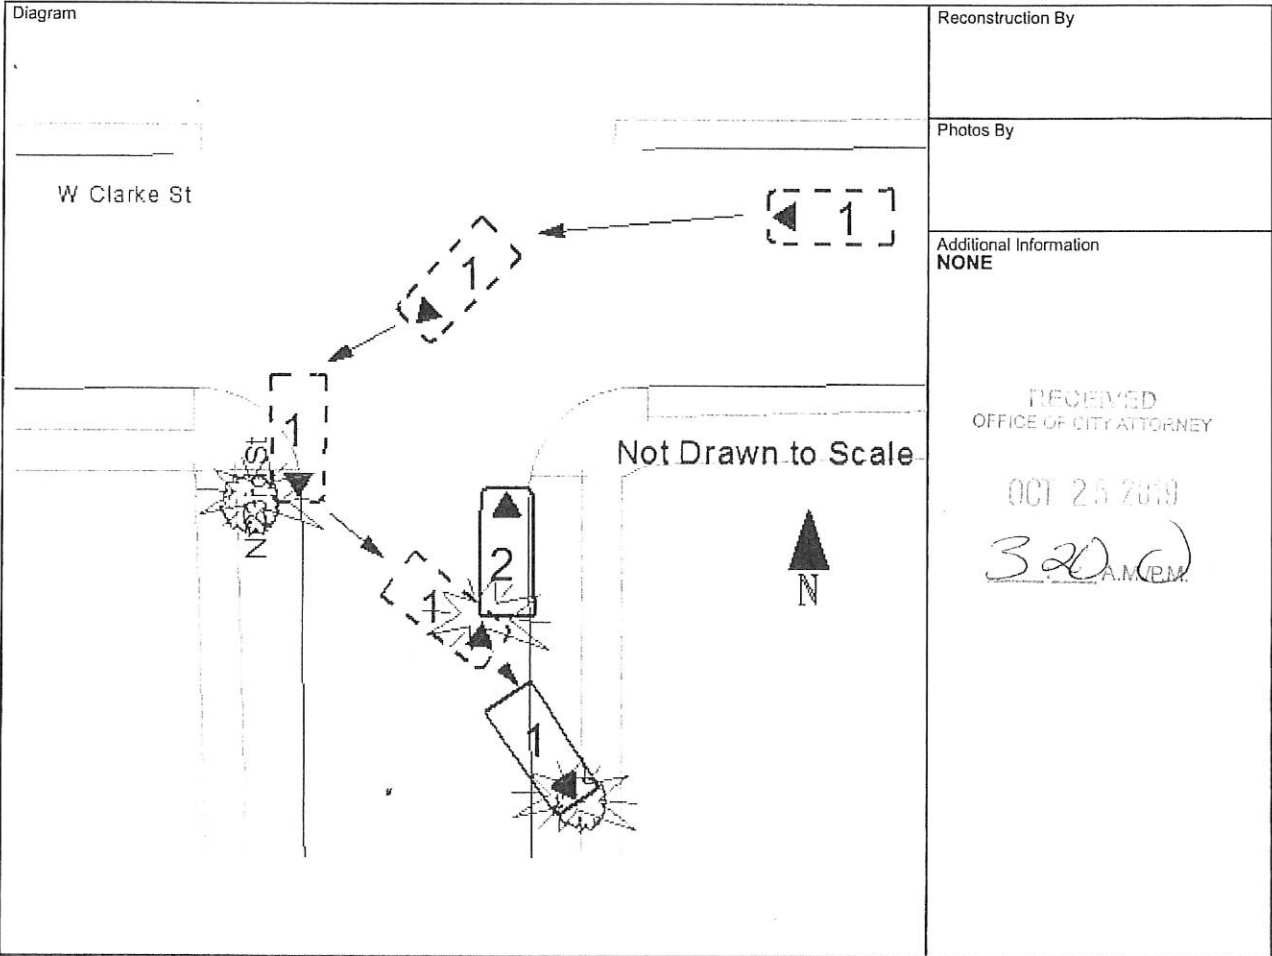 Diagram
Reconstruction By
Photos By
W Clarke St
1
1
Additional Information
NONE
1
RECEIVED
OFFICE OF CITY ATTORNEY
Not Drawn to Scale
OCT 25 2019
2
3 20 A.M./P.M.
N
1
1